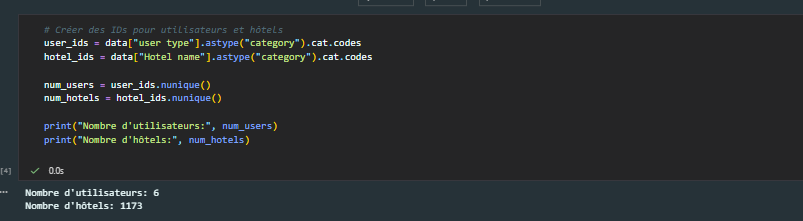 # Créer des IDs pour utilisateurs et hôtels
user_ids = data["user type"].astype("category").cat.codes
hotel_ids = data["Hotel name"].astype("category").cat.codes
num_users = user_ids.nunique()
num_hotels = hotel_ids.nunique()
print("Nombre d'utilisateurs:", num_users)
print("Nombre d'hôtels:", num_hotels)
[4] ✓ 0.0s
... Nombre d'utilisateurs: 6
Nombre d'hôtels: 1173